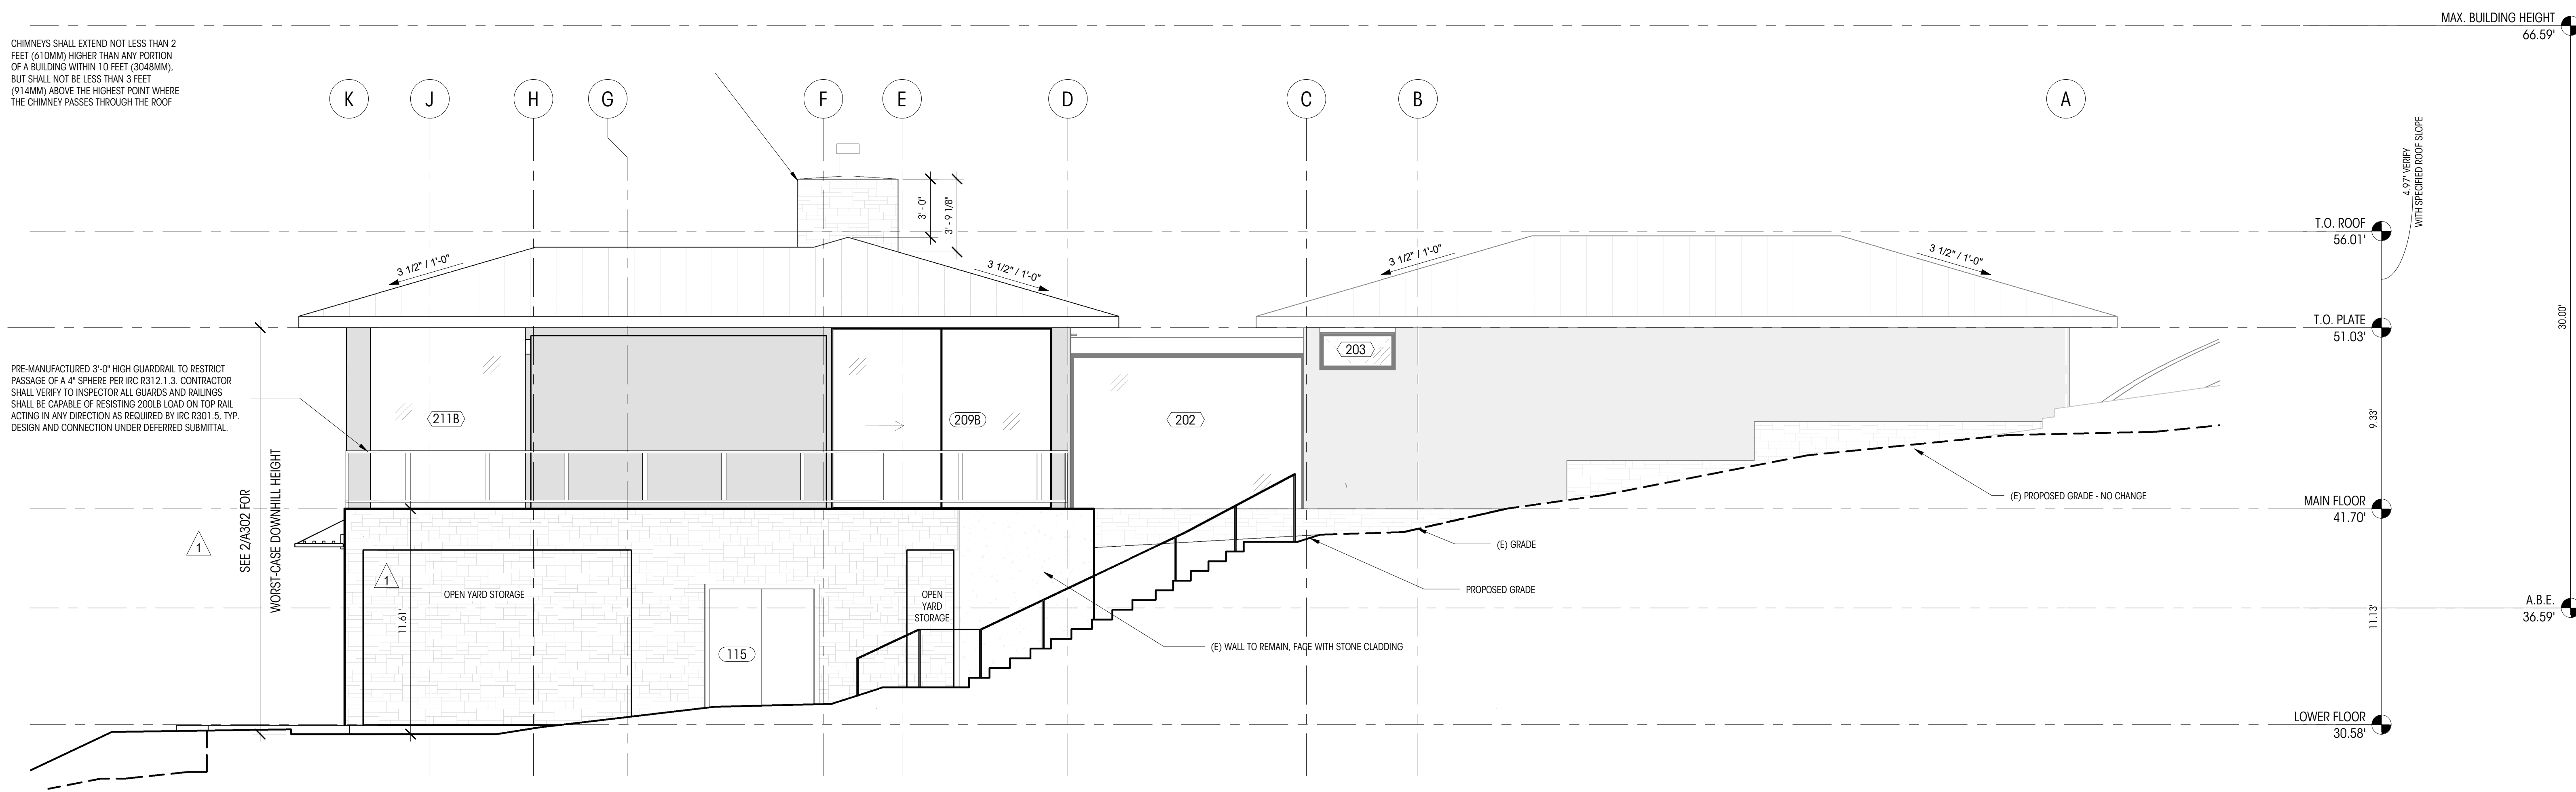 MAX. BUILDING HEIGHT
66.59'
CHIMNEYS SHALL EXTEND NOT LESS THAN 2
FEET (610MM) HIGHER THAN ANY PORTION
OF A BUILDING WITHIN 10 FEET (3048MM),
BUT SHALL NOT BE LESS THAN 3 FEET
(914MM) ABOVE THE HIGHEST POINT WHERE
THE CHIMNEY PASSES THROUGH THE ROOF
K
J
H
G
F
E
D
C
B
A
4.97' VERIFY
WITH SPECIFIED ROOF SLOPE
3' - 0"
3' - 9 1/8"
T.O. ROOF
56.01'
3 1/2" / 1'-0"
3 1/2" / 1'-0"
3 1/2" / 1'-0"
3 1/2" / 1'-0"
30.00'
T.O. PLATE
51.03'
203
PRE-MANUFACTURED 3'-0" HIGH GUARDRAIL TO RESTRICT
PASSAGE OF A 4" SPHERE PER IRC R312.1.3. CONTRACTOR
SHALL VERIFY TO INSPECTOR ALL GUARDS AND RAILINGS
SHALL BE CAPABLE OF RESISTING 200LB LOAD ON TOP RAIL
ACTING IN ANY DIRECTION AS REQUIRED BY IRC R301.5, TYP.
DESIGN AND CONNECTION UNDER DEFERRED SUBMITTAL.
211B
209B
202
9.33'
(E) PROPOSED GRADE - NO CHANGE
MAIN FLOOR
41.70'
SEE 2/A302 FOR
WORST-CASE DOWNHILL HEIGHT
1
(E) GRADE
1
OPEN YARD STORAGE
11.61'
OPEN
YARD
STORAGE
PROPOSED GRADE
A.B.E.
36.59'
11.13'
(E) WALL TO REMAIN, FACE WITH STONE CLADDING
115
LOWER FLOOR
30.58'